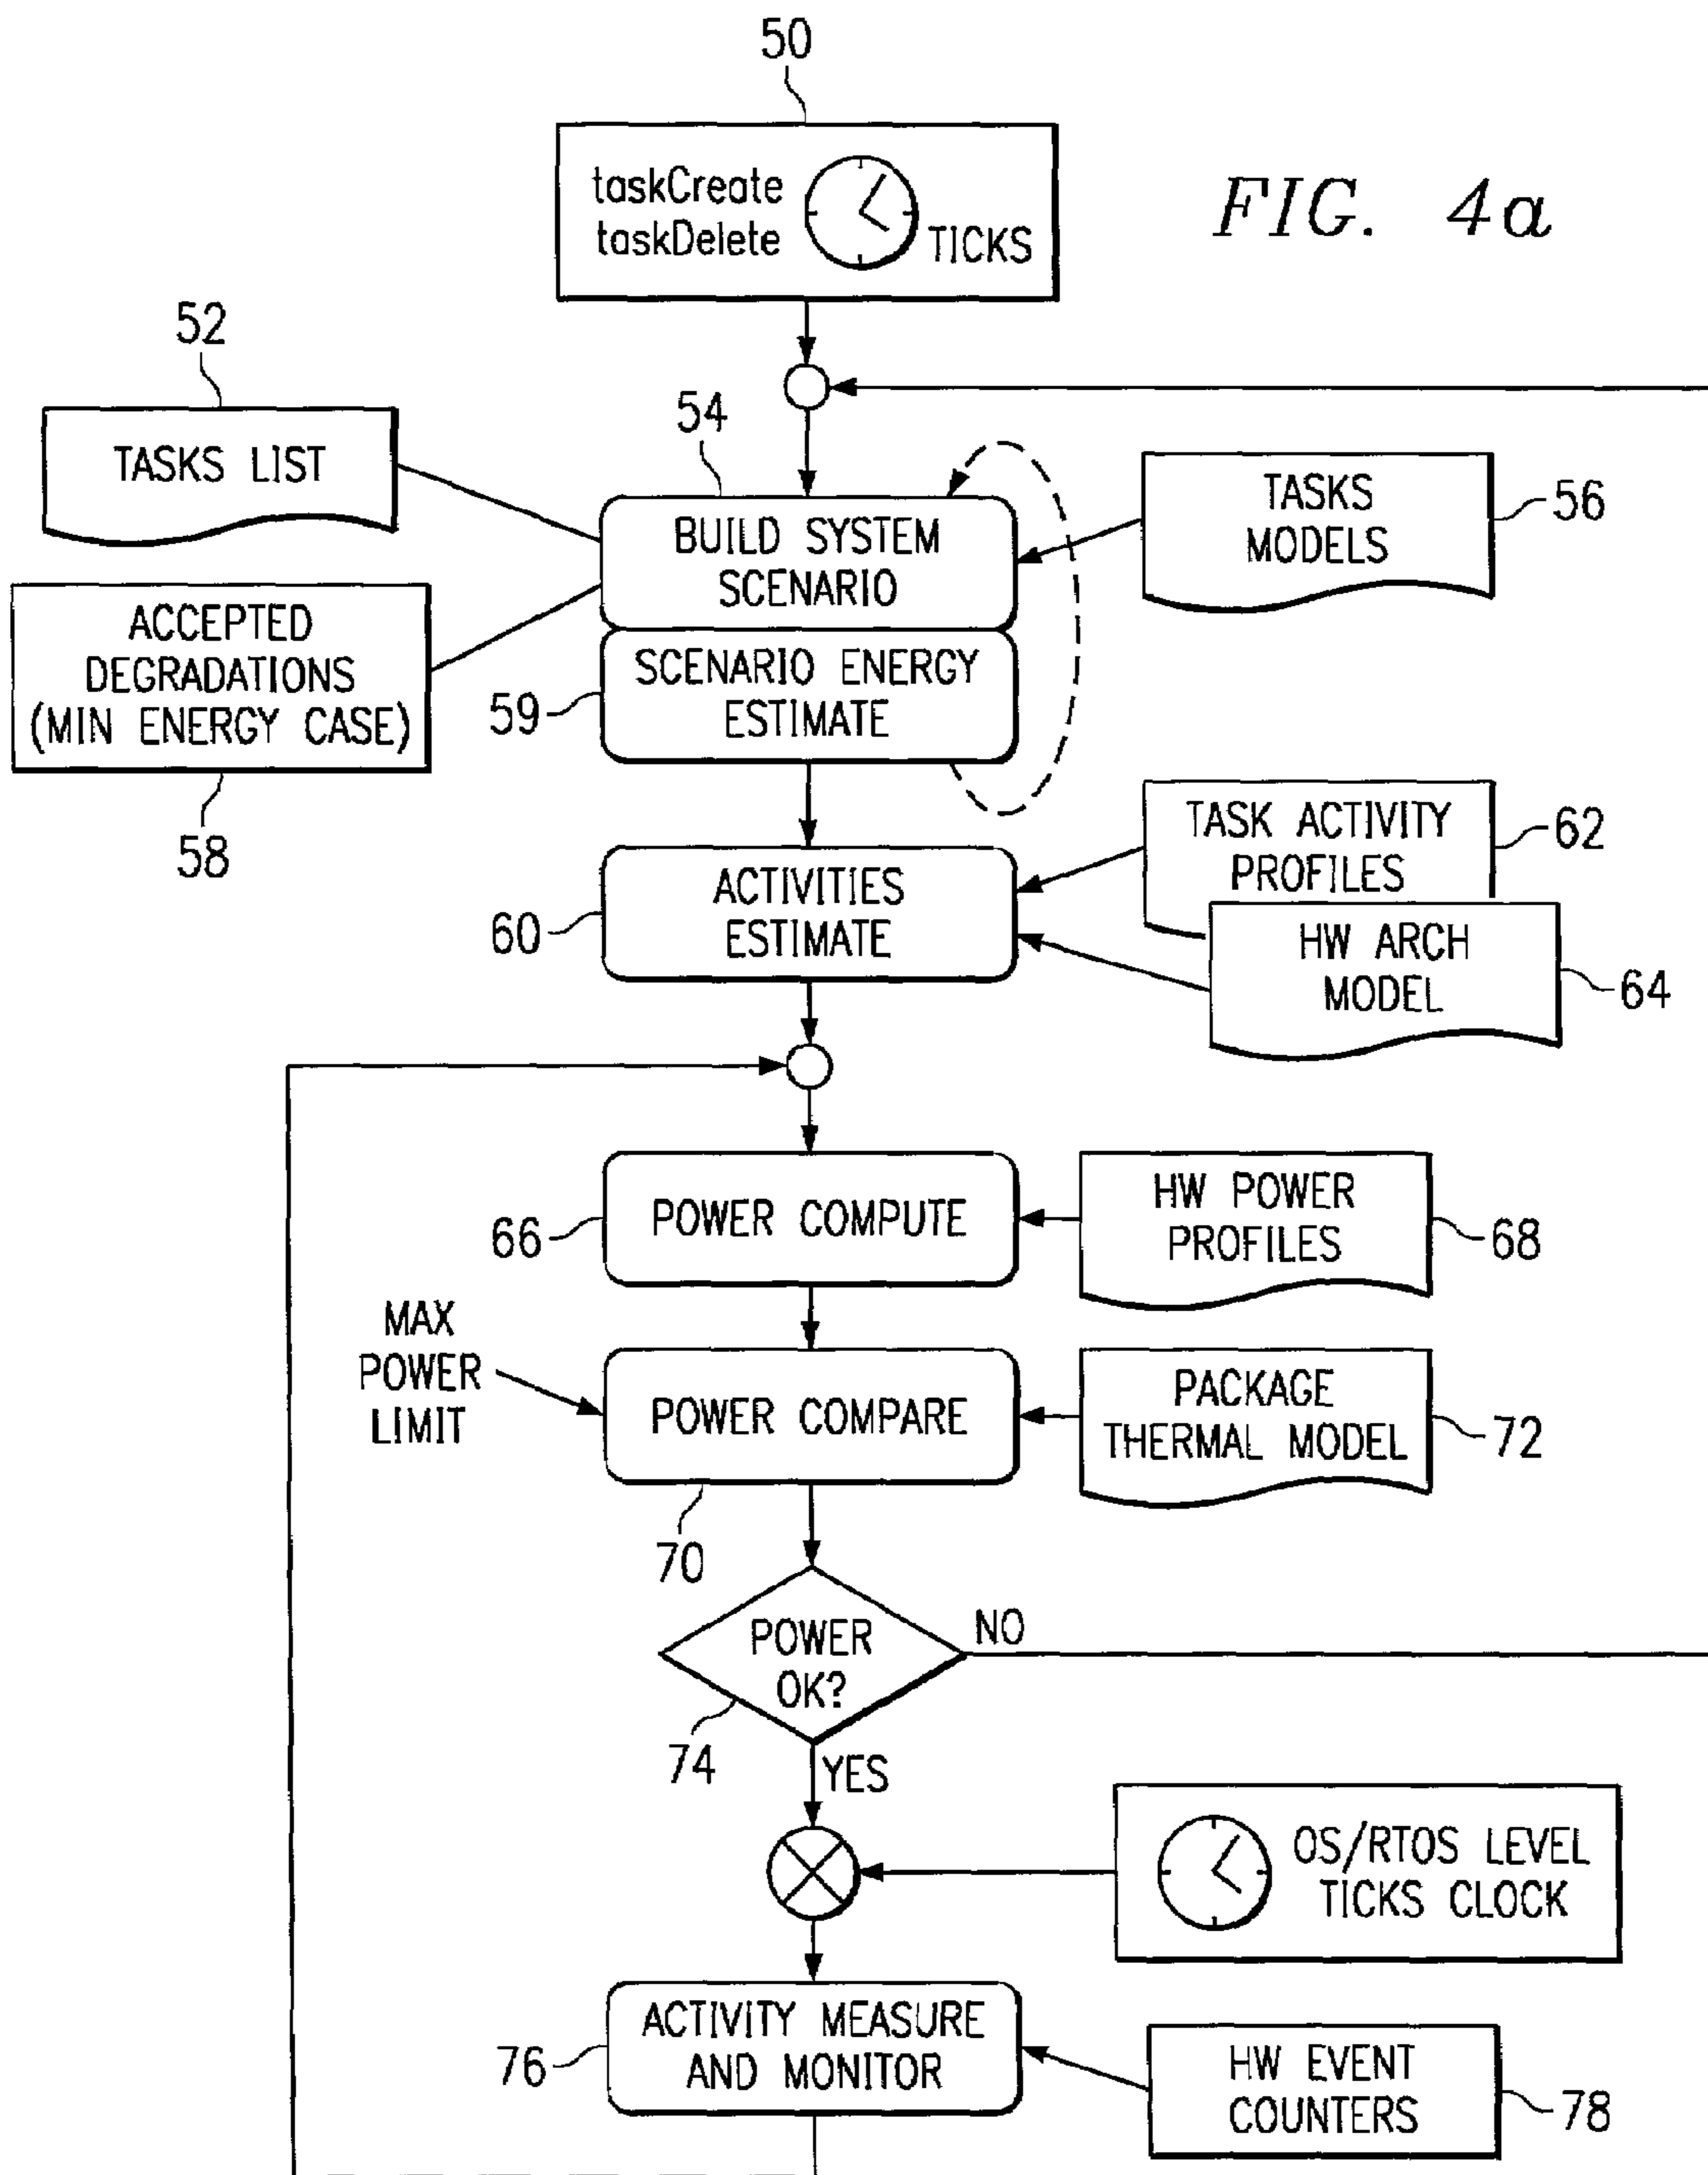 50
taskCreate
taskDelete
TICKS
FIG. 4a
52
TASKS LIST
54
BUILD SYSTEM
SCENARIO
TASKS
MODELS
56
ACCEPTED
DEGRADATIONS
(MIN ENERGY CASE)
58
SCENARIO ENERGY
ESTIMATE
59
ACTIVITIES
ESTIMATE
60
TASK ACTIVITY
PROFILES
62
HW ARCH
MODEL
64
POWER COMPUTE
66
HW POWER
PROFILES
68
MAX
POWER
LIMIT
POWER COMPARE
70
PACKAGE
THERMAL MODEL
72
POWER
OK?
NO
74
YES
OS/RTOS LEVEL
TICKS CLOCK
ACTIVITY MEASURE
AND MONITOR
76
HW EVENT
COUNTERS
78